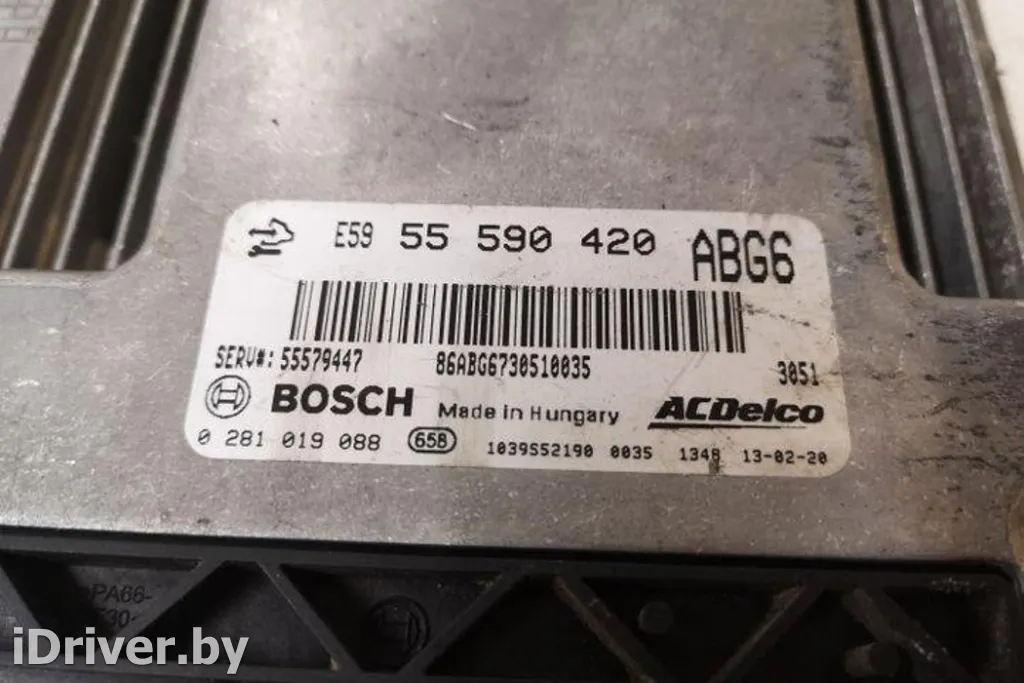 E59 55 590 420 ABG6
SERV#: 55579447 86ABG6730510035 3051
BOSCH Made in Hungary ACDelco
0 281 019 088 658 1039S52190 0035 1348 13-02-20
PA66-
iDriver.by